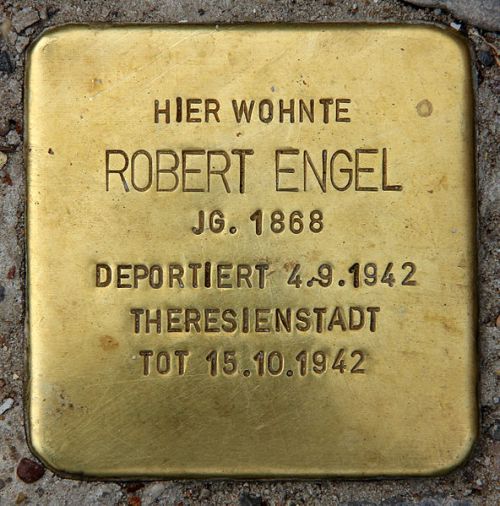 HIER WOHNTE
ROBERT ENGEL
JG. 1868
DEPORTIERT 4.9.1942
THERESIENSTADT
TOT 15.10.1942